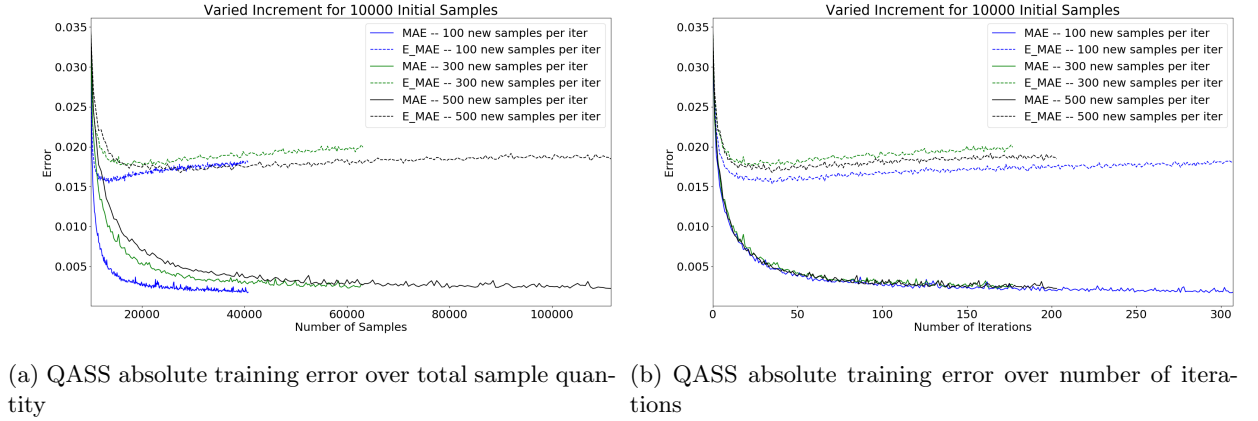 Varied Increment for 10000 Initial Samples
0.035
0.030
0.025
0.020
0.015
0.010
0.005
Error
MAE -- 100 new samples per iter
E_MAE -- 100 new samples per iter
MAE -- 300 new samples per iter
E_MAE -- 300 new samples per iter
MAE -- 500 new samples per iter
E_MAE -- 500 new samples per iter
20000 40000 60000 80000 100000
Number of Samples
(a) QASS absolute training error over total sample quan-
tity
Varied Increment for 10000 Initial Samples
0.035
0.030
0.025
0.020
0.015
0.010
0.005
Error
MAE -- 100 new samples per iter
E_MAE -- 100 new samples per iter
MAE -- 300 new samples per iter
E_MAE -- 300 new samples per iter
MAE -- 500 new samples per iter
E_MAE -- 500 new samples per iter
0 50 100 150 200 250 300
Number of Iterations
(b) QASS absolute training error over number of itera-
tions